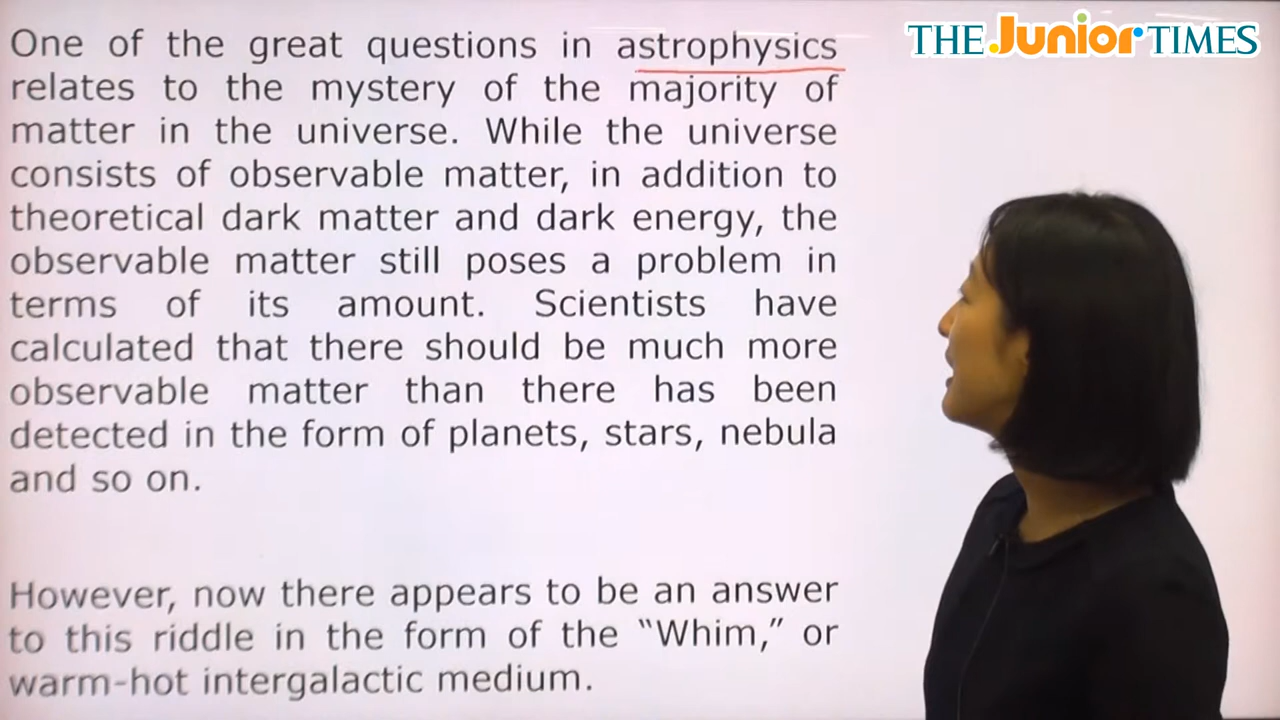 THE Junior TIMES
One of the great questions in astrophysics
relates to the mystery of the majority of
matter in the universe. While the universe
consists of observable matter, in addition to
theoretical dark matter and dark energy, the
observable matter still poses a problem in
terms of its amount. Scientists have
calculated that there should be much more
observable matter than there has been
detected in the form of planets, stars, nebula
and so on.
However, now there appears to be an answer
to this riddle in the form of the “Whim,” or
warm-hot intergalactic medium.